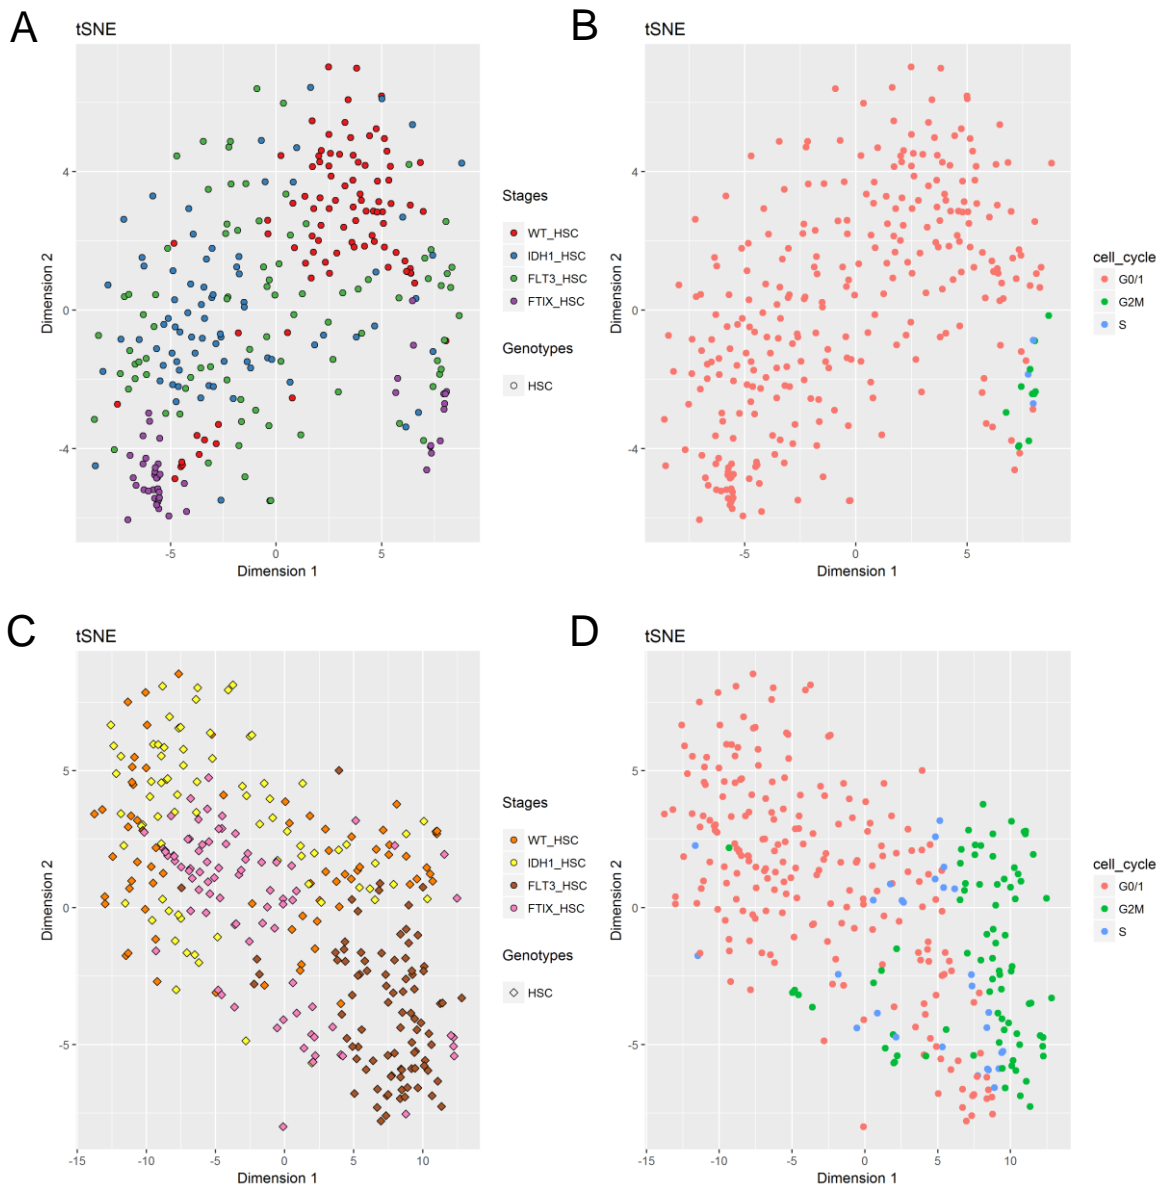 A
tSNE
Dimension 2
4
0
-4
-5
0
5
Dimension 1
Stages
WT_HSC
IDH1_HSC
FLT3_HSC
FTIX_HSC
Genotypes
HSC
B
tSNE
Dimension 2
4
0
-4
-5
0
5
Dimension 1
cell_cycle
G0/1
G2M
S
C
tSNE
Dimension 2
5
0
-5
-15
-10
-5
0
5
10
Dimension 1
Stages
WT_HSC
IDH1_HSC
FLT3_HSC
FTIX_HSC
Genotypes
HSC
D
tSNE
Dimension 2
5
0
-5
-15
-10
-5
0
5
10
Dimension 1
cell_cycle
G0/1
G2M
S